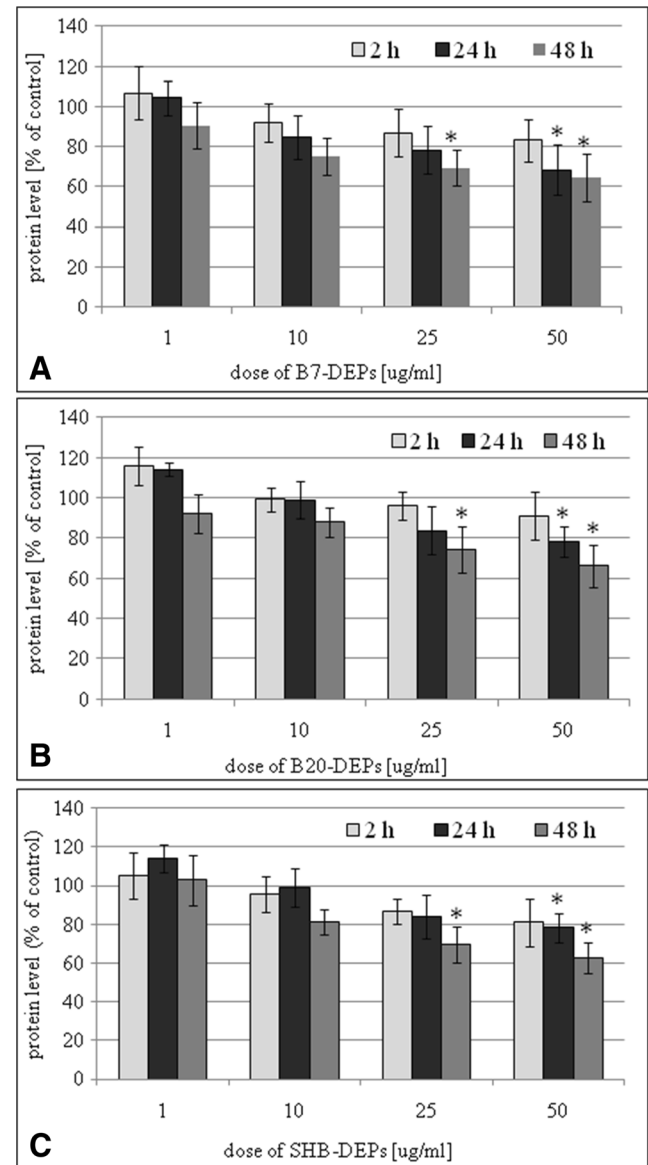 140
2 h 24 h 48 h
120
100
80
60
40
20
0
protein level [% of control]
* * *
1 10 25 50
A
dose of B7-DEPs [ug/ml]
140
2 h 24 h 48 h
120
100
80
60
40
20
0
protein level [% of control]
* * *
1 10 25 50
B
dose of B20-DEPs [ug/ml]
140
2 h 24 h 48 h
120
100
80
60
40
20
0
protein level (% of control)
* * *
1 10 25 50
C
dose of SHB-DEPs [ug/ml]